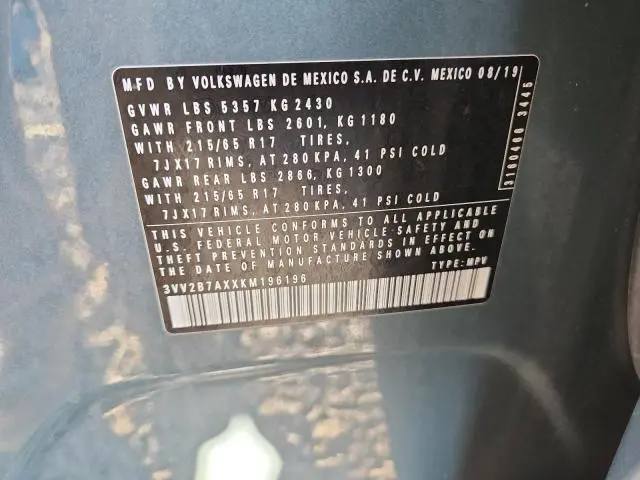 MFD BY VOLKSWAGEN DE MEXICO S.A. DE C.V. MEXICO 08/19
GVWR LBS 5357 KG 2430
GAWR FRONT LBS 2601, KG 1180
WITH 215/65 R17 TIRES,
7JX17 RIMS, AT 280 KPA, 41 PSI COLD
GAWR REAR LBS 2866, KG 1300
WITH 215/65 R17 TIRES,
7JX17 RIMS, AT 280 KPA, 41 PSI COLD
THIS VEHICLE CONFORMS TO ALL APPLICABLE
U.S. FEDERAL MOTOR VEHICLE-SAFETY AND
THEFT PREVENTION STANDARDS IN EFFECT ON
THE DATE OF MANUFACTURE SHOWN ABOVE.
TYPE: MPV
3VV2B7AXXKM196196
3100400 3445